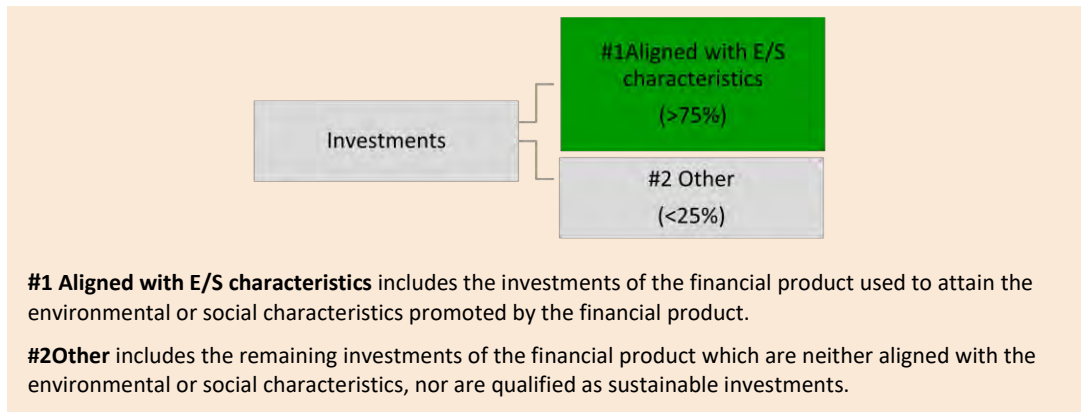 #1Aligned with E/S
characteristics
(>75%)
Investments
#2 Other
(<25%)
#1 Aligned with E/S characteristics includes the investments of the financial product used to attain the
environmental or social characteristics promoted by the financial product.
#2Other includes the remaining investments of the financial product which are neither aligned with the
environmental or social characteristics, nor are qualified as sustainable investments.